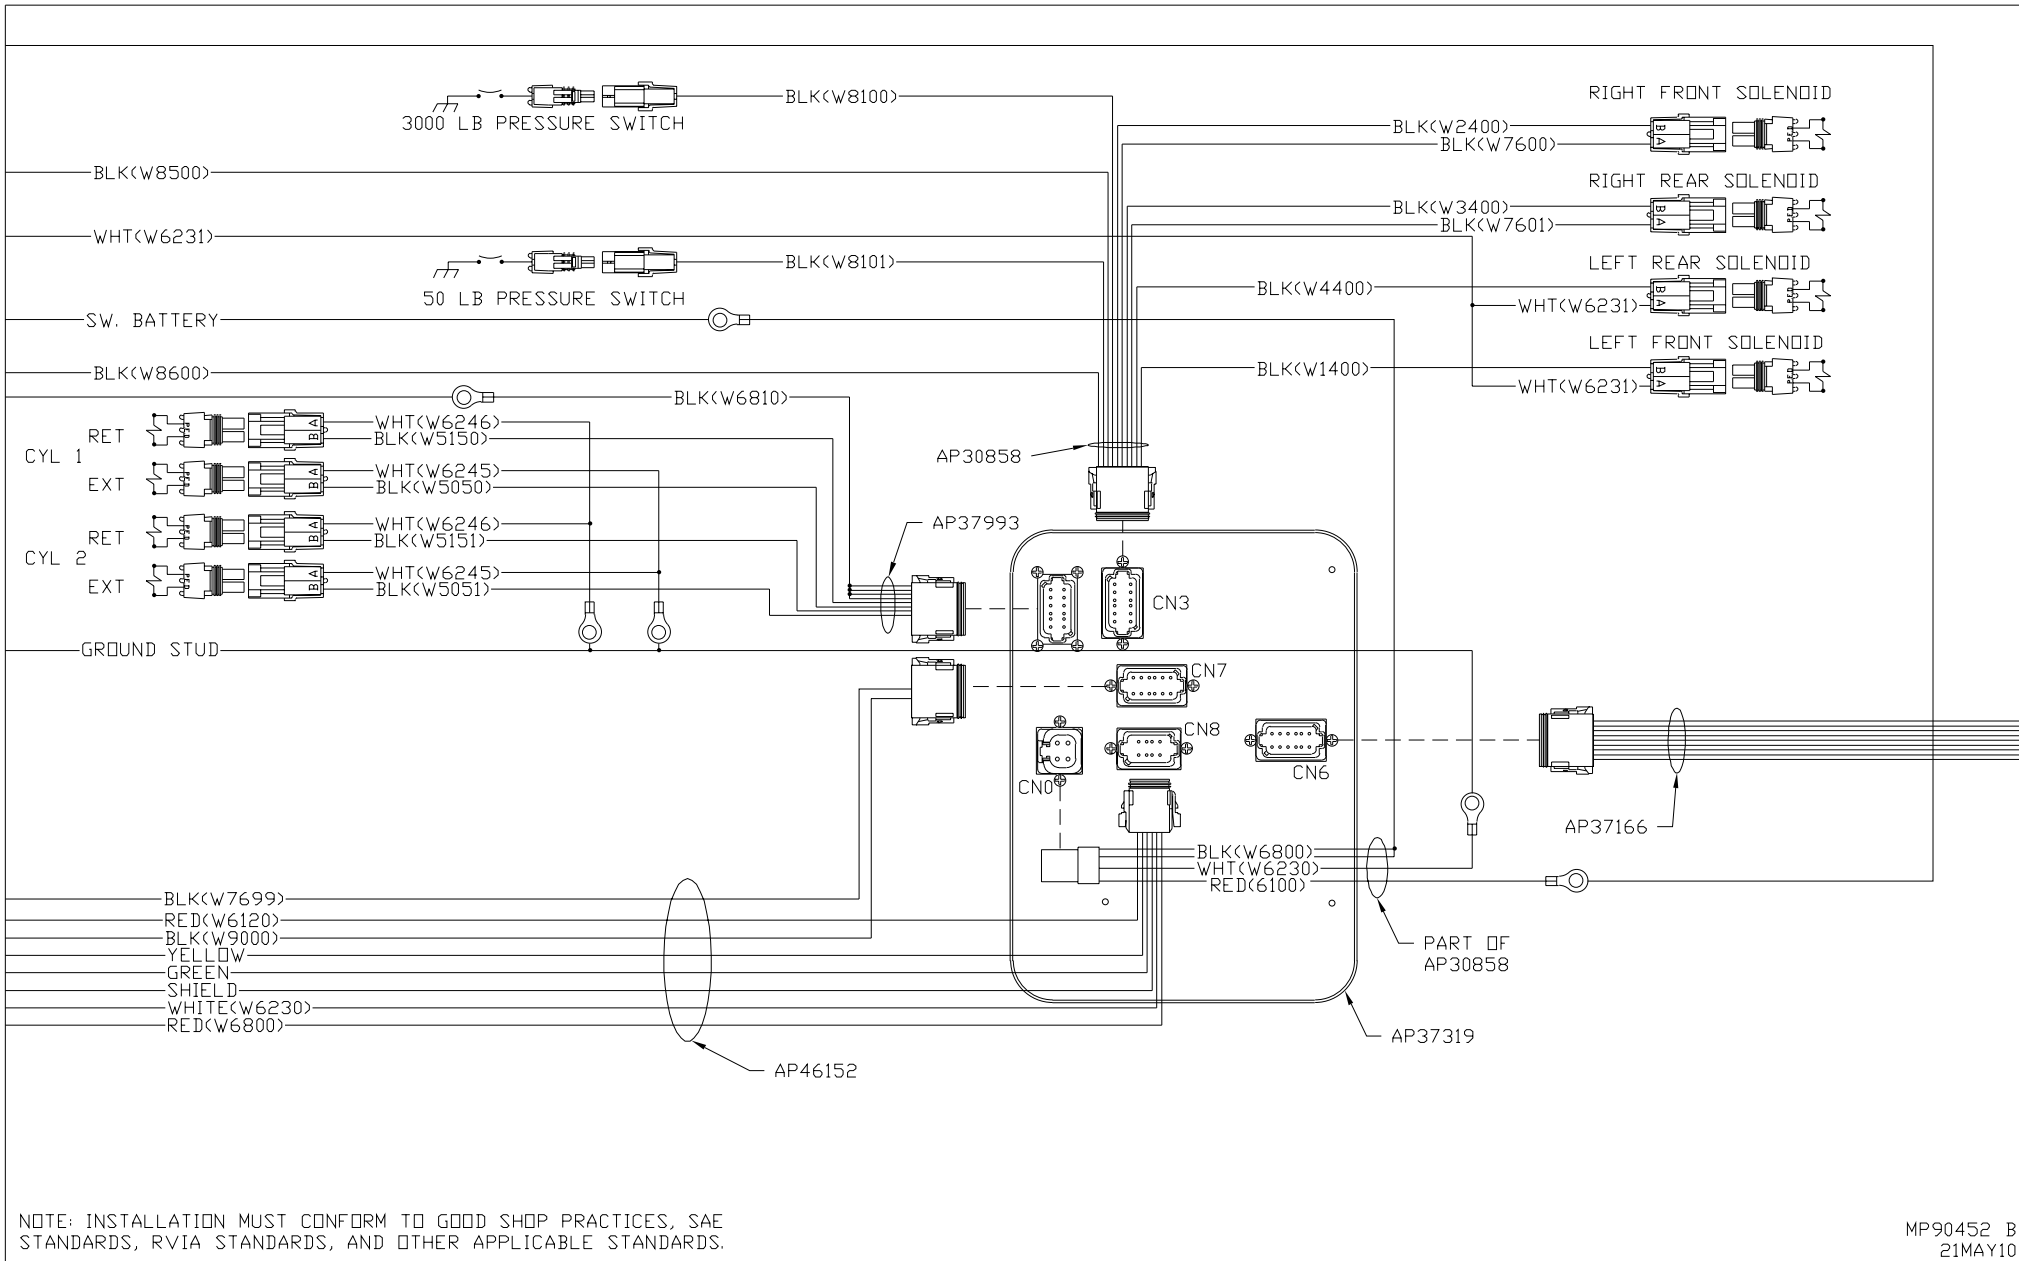 RIGHT FRONT SOLENOID
BLK(W8100)
3000 LB PRESSURE SWITCH
BLK(W2400)
BLK(W7600)
B
A
BLK(W8500)
RIGHT REAR SOLENOID
BLK(W3400)
BLK(W7601)
B
A
WHT(W6231)
BLK(W8101)
50 LB PRESSURE SWITCH
LEFT REAR SOLENOID
BLK(W4400)
WHT(W6231)
B
A
SW. BATTERY
LEFT FRONT SOLENOID
BLK(W1400)
WHT(W6231)
B
A
BLK(W8600)
BLK(W6810)
CYL 1
RET
A
B
WHT(W6246)
BLK(W5150)
EXT
A
B
WHT(W6245)
BLK(W5050)
AP30858
CYL 2
RET
A
B
WHT(W6246)
BLK(W5151)
EXT
A
B
WHT(W6245)
BLK(W5051)
AP37993
GROUND STUD
CN3
CN7
CN8
CN0
CN6
AP37166
BLK(W6800)
WHT(W6230)
RED(6100)
PART OF
AP30858
AP37319
BLK(W7699)
RED(W6120)
BLK(W9000)
YELLOW
GREEN
SHIELD
WHITE(W6230)
RED(W6800)
AP46152
NOTE: INSTALLATION MUST CONFORM TO GOOD SHOP PRACTICES, SAE
STANDARDS, RVIA STANDARDS, AND OTHER APPLICABLE STANDARDS.
MP90452 B
21MAY10